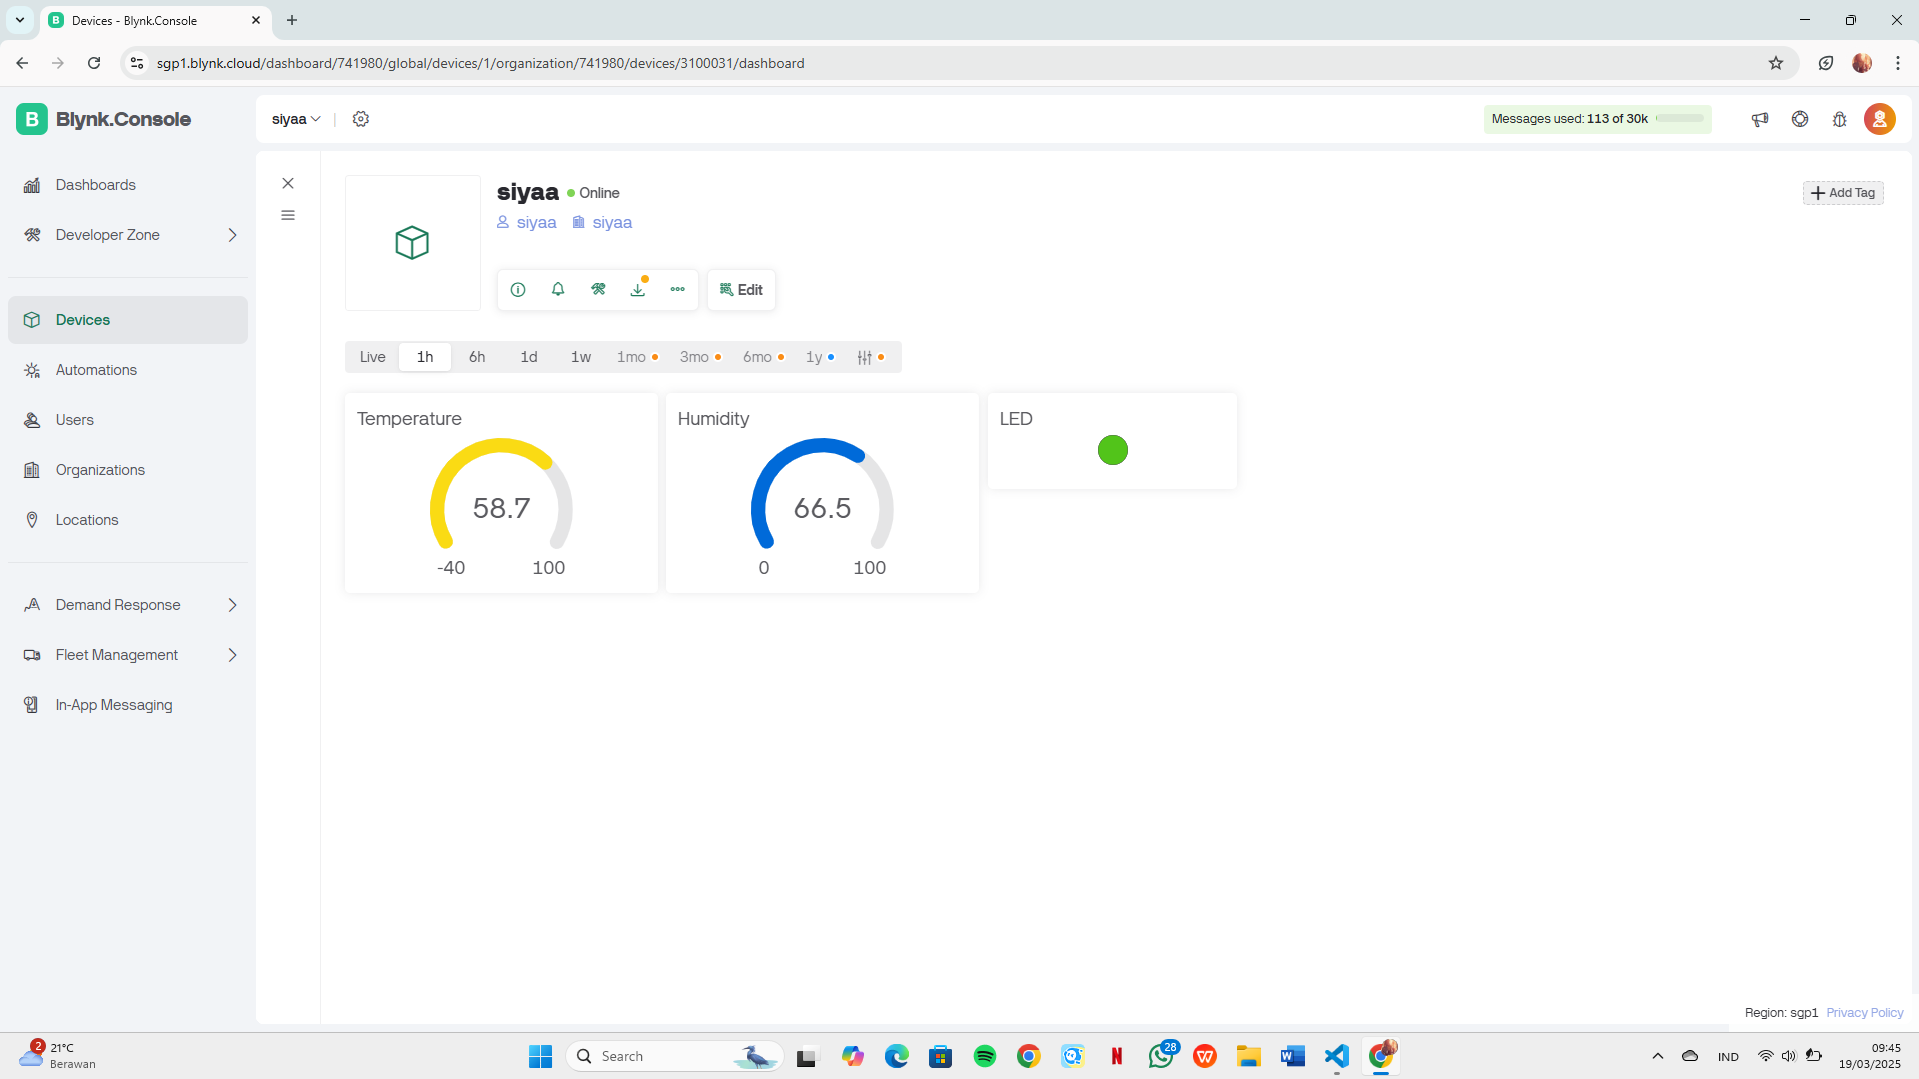 Devices - Blynk.Console
sgp1.blynk.cloud/dashboard/741980/global/devices/1/organization/741980/devices/3100031/dashboard
B Blynk.Console
siyaa
Messages used: 113 of 30k
Dashboards
Developer Zone
Devices
Automations
Users
Organizations
Locations
Demand Response
Fleet Management
In-App Messaging
siyaa Online
siyaa siyaa
Add Tag
Edit
Live 1h 6h 1d 1w 1mo 3mo 6mo 1y
Temperature
58.7
-40 100
Humidity
66.5
0 100
LED
Region: sgp1 Privacy Policy
2
21°C
Berawan
Search
28
IND
09:45
19/03/2025